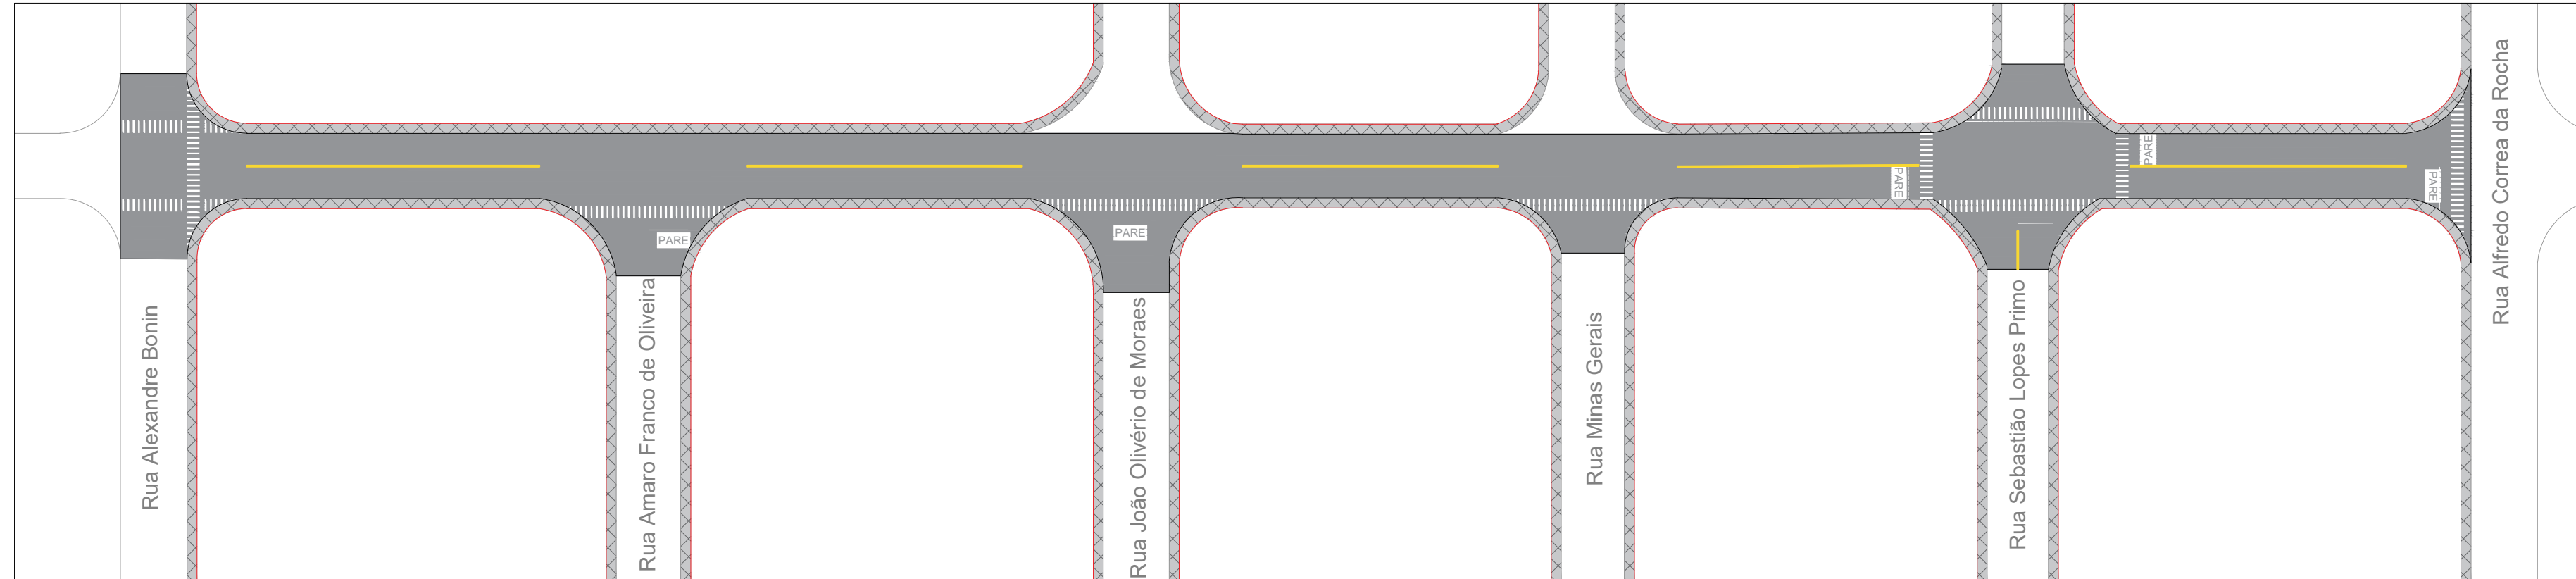 Rua Alexandre Bonin
Rua Amaro Franco de Oliveira
PARE
Rua João Olivério de Moraes
PARE
Rua Minas Gerais
PARE
Rua Sebastião Lopes Primo
PARE
PARE
Rua Alfredo Correa da Rocha